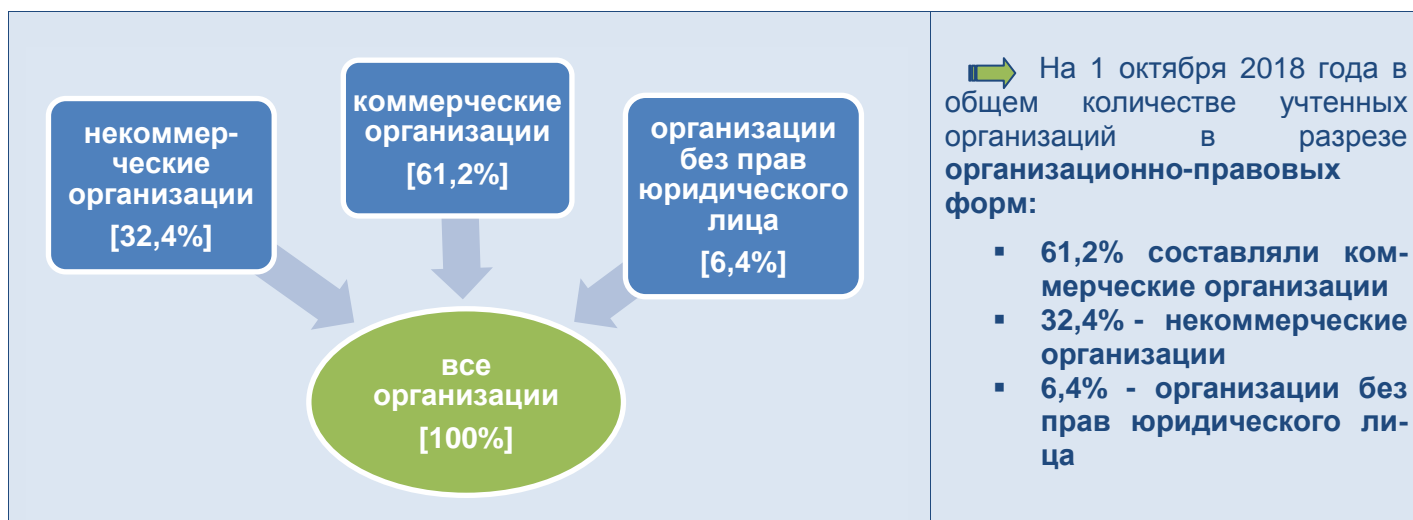 некоммер-
ческие
организации
[32,4%]
коммерческие
организации
[61,2%]
организации
без прав
юридического
лица
[6,4%]
все
организации
[100%]
На 1 октября 2018 года в
общем количестве учтенных
организаций в разрезе
организационно-правовых
форм:
▪ 61,2% составляли ком-
мерческие организации
▪ 32,4% - некоммерческие
организации
▪ 6,4% - организации без
прав юридического ли-
ца